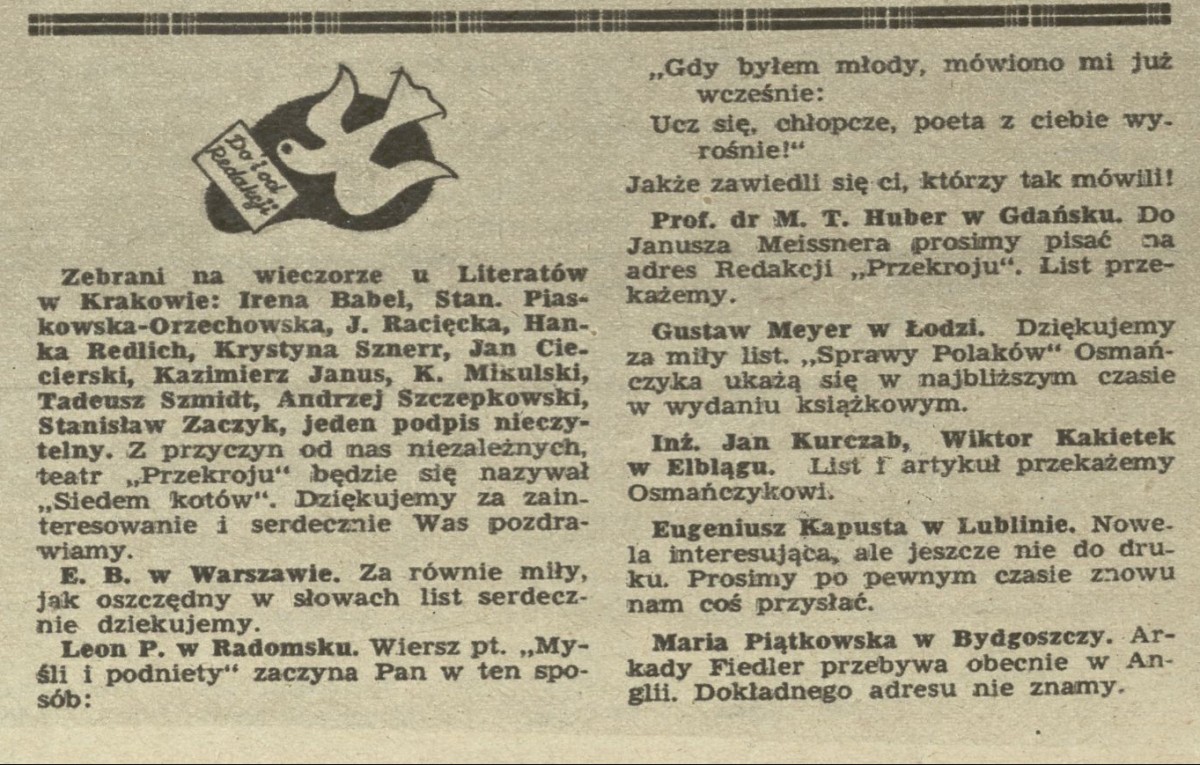 Do i od
Redakcji
Zebrani na wieczorze u Literatów
w Krakowie: Irena Babel, Stan. Pias-
kowska-Orzechowska, J. Racięcka, Han-
ka Redlich, Krystyna Sznerr, Jan Cie-
cierski, Kazimierz Janus, K. Mikulski,
Tadeusz Szmidt, Andrzej Szczepkowski,
Stanisław Zaczyk, jeden podpis nieczy-
telny. Z przyczyn od nas niezależnych,
teatr „Przekroju“ będzie się nazywał
„Siedem kotów“. Dziękujemy za zain-
teresowanie i serdecznie Was pozdra-
wiamy.
E. B. w Warszawie. Za równie miły,
jak oszczędny w słowach list serdecz-
nie dziekujemy.
Leon P. w Radomsku. Wiersz pt. „My-
śli i podniety“ zaczyna Pan w ten spo-
sób:
„Gdy byłem młody, mówiono mi już
wcześnie:
Ucz się, chłopcze, poeta z ciebie wy-
rośnie!“
Jakże zawiedli się ci, którzy tak mówili!
Prof. dr M. T. Huber w Gdańsku. Do
Janusza Meissnera prosimy pisać na
adres Redakcji „Przekroju“. List prze-
każemy.
Gustaw Meyer w Łodzi. Dziękujemy
za miły list. „Sprawy Polaków“ Osmań-
czyka ukażą się w najbliższym czasie
w wydaniu książkowym.
Inż. Jan Kurczab, Wiktor Kakietek
w Elblągu. List i artykuł przekażemy
Osmańczykowi.
Eugeniusz Kapusta w Lublinie. Nowe-
la interesująca, ale jeszcze nie do dru-
ku. Prosimy po pewnym czasie znowu
nam coś przysłać.
Maria Piątkowska w Bydgoszczy. Ar-
kady Fiedler przebywa obecnie w An-
glii. Dokładnego adresu nie znamy.